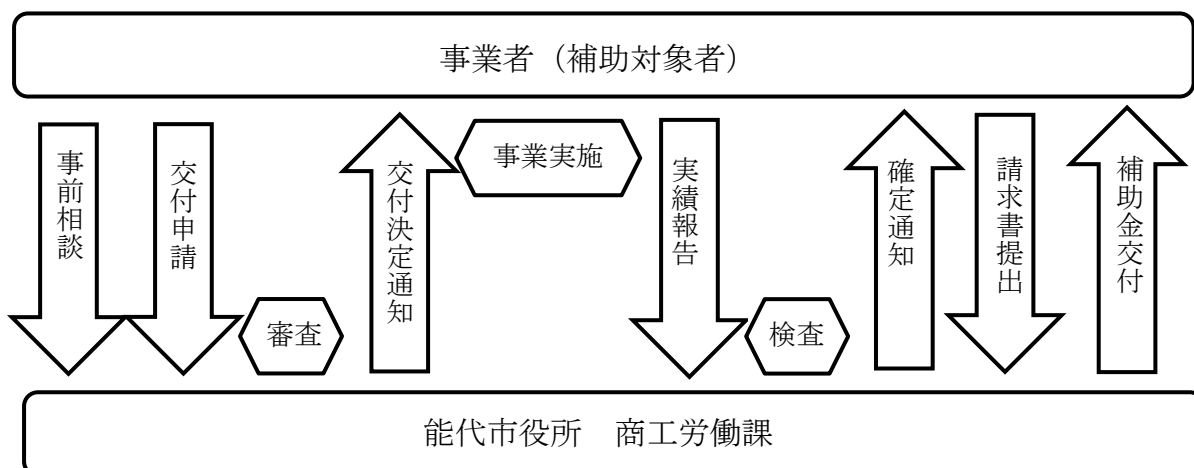 事業者（補助対象者）
事前相談
交付申請
審査
交付決定通知
事業実施
実績報告
検査
確定通知
請求書提出
補助金交付
能代市役所　商工労働課